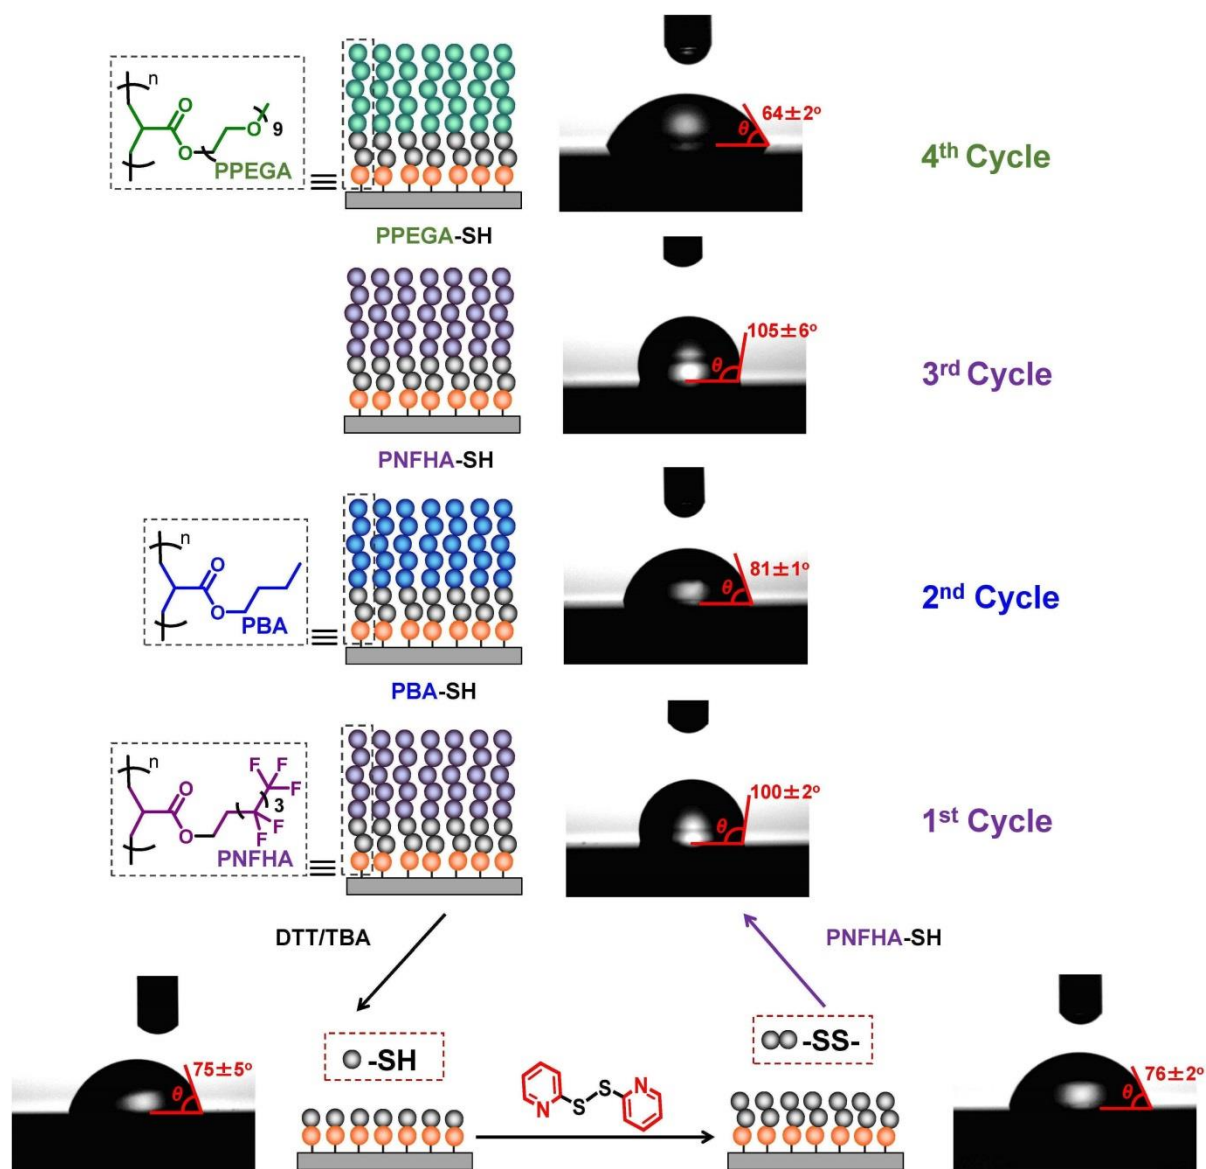 n
O
O
O
9
PPEGA
≡
PPEGA-SH
θ
64±2°
4th Cycle
PNFHA-SH
θ
105±6°
3rd Cycle
n
O
O
PBA
≡
PBA-SH
θ
81±1°
2nd Cycle
n
O
O
F
F
F
3
F
F
PNFHA
≡
θ
100±2°
1st Cycle
DTT/TBA
PNFHA-SH
75±5°
θ
-SH
N
S
S
N
-SS-
76±2°
θ